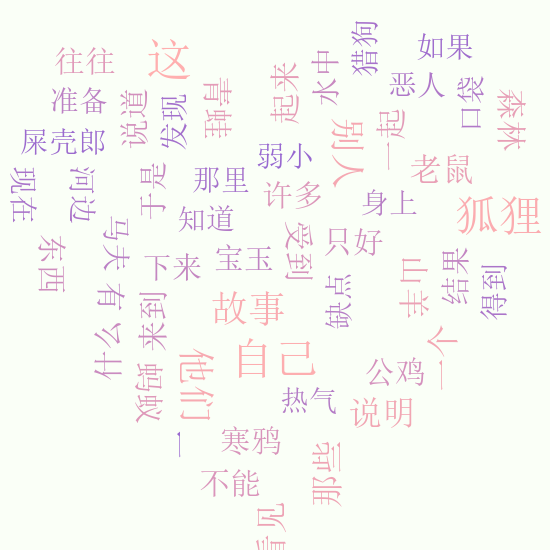 猎狗
如果
往往
这
水中
起来
恶人
口袋
准备
说道
发现
青蛙
森林
屎壳郎
别人
一起
弱小
老鼠
现在
河边
于是
那里
许多
身上
知道
狐狸
东西
马夫
下来
宝玉
受到
只好
山羊
结果
得到
有
缺点
来到
故事
什么
一个
自己
蚂蚁
他们
公鸡
热气
说明
寒鸦
不能
那些
看见